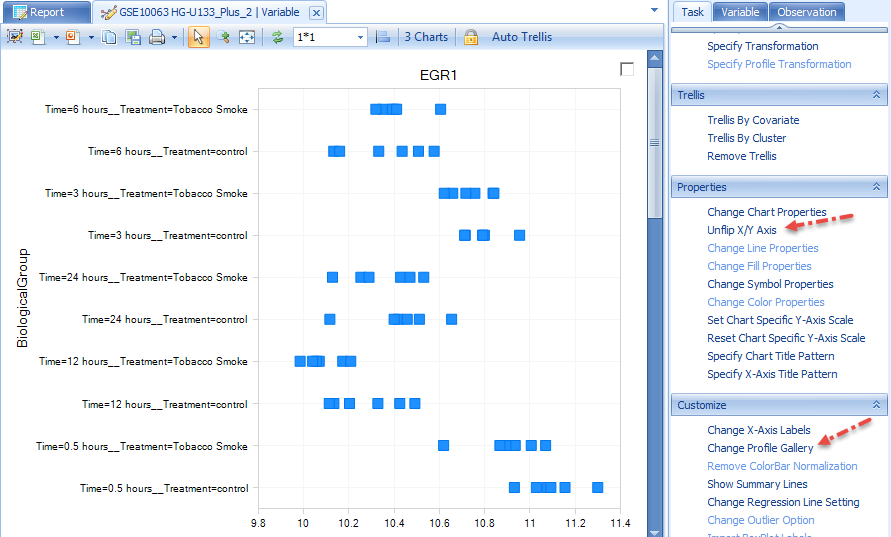 Report
GSE10063 HG-U133_Plus_2 | Variable
Task
Variable
Observation
1*1
3 Charts
Auto Trellis
EGR1
BiologicalGroup
Time=6 hours__Treatment=Tobacco Smoke
Time=6 hours__Treatment=control
Time=3 hours__Treatment=Tobacco Smoke
Time=3 hours__Treatment=control
Time=24 hours__Treatment=Tobacco Smoke
Time=24 hours__Treatment=control
Time=12 hours__Treatment=Tobacco Smoke
Time=12 hours__Treatment=control
Time=0.5 hours__Treatment=Tobacco Smoke
Time=0.5 hours__Treatment=control
9.8 10 10.2 10.4 10.6 10.8 11 11.2 11.4
Specify Transformation
Specify Profile Transformation
Trellis
Trellis By Covariate
Trellis By Cluster
Remove Trellis
Properties
Change Chart Properties
Unflip X/Y Axis
Change Line Properties
Change Fill Properties
Change Symbol Properties
Change Color Properties
Set Chart Specific Y-Axis Scale
Reset Chart Specific Y-Axis Scale
Specify Chart Title Pattern
Specify X-Axis Title Pattern
Customize
Change X-Axis Labels
Change Profile Gallery
Remove ColorBar Normalization
Show Summary Lines
Change Regression Line Setting
Change Outlier Option
Import BoxPlot Labels